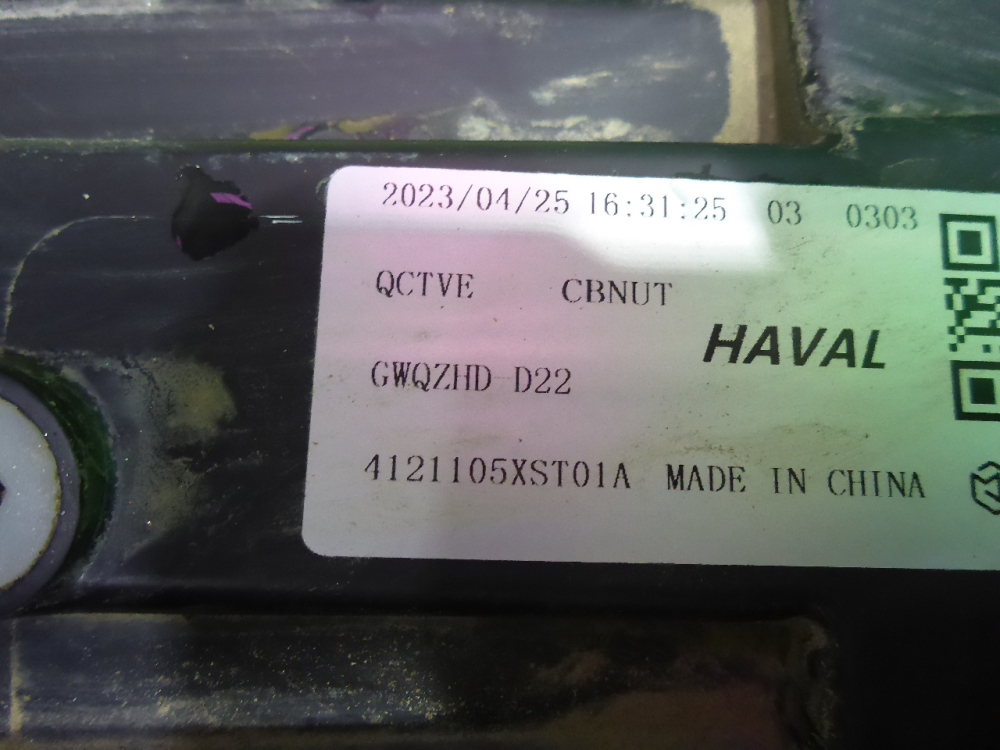 2023/04/25 16:31:25 03 0303
QCTVE CBNUT
HAVAL
GWQZHD D22
4121105XST01A MADE IN CHINA